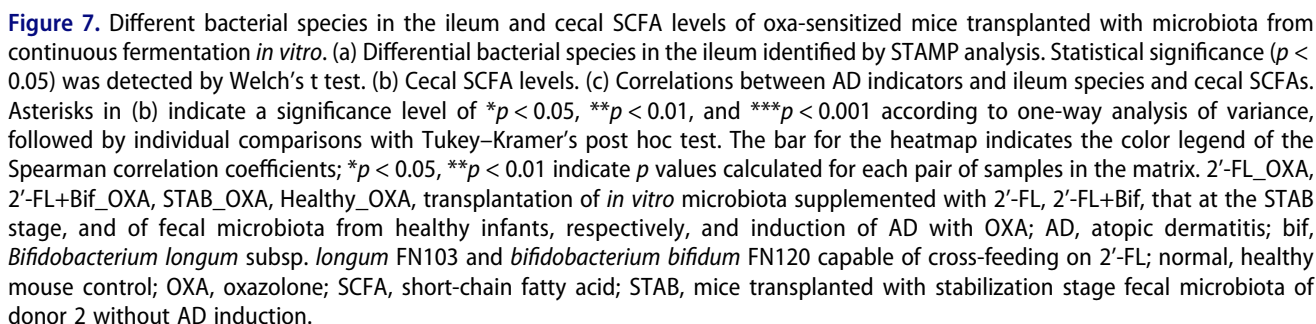 Figure 7. Different bacterial species in the ileum and cecal SCFA levels of oxa-sensitized mice transplanted with microbiota from
continuous fermentation in vitro. (a) Differential bacterial species in the ileum identified by STAMP analysis. Statistical significance (p <
0.05) was detected by Welch's t test. (b) Cecal SCFA levels. (c) Correlations between AD indicators and ileum species and cecal SCFAs.
Asterisks in (b) indicate a significance level of *p < 0.05, **p < 0.01, and ***p < 0.001 according to one-way analysis of variance,
followed by individual comparisons with Tukey–Kramer's post hoc test. The bar for the heatmap indicates the color legend of the
Spearman correlation coefficients; *p < 0.05, **p < 0.01 indicate p values calculated for each pair of samples in the matrix. 2'-FL_OXA,
2'-FL+Bif_OXA, STAB_OXA, Healthy_OXA, transplantation of in vitro microbiota supplemented with 2'-FL, 2'-FL+Bif, that at the STAB
stage, and of fecal microbiota from healthy infants, respectively, and induction of AD with OXA; AD, atopic dermatitis; bif,
Bifidobacterium longum subsp. longum FN103 and bifidobacterium bifidum FN120 capable of cross-feeding on 2'-FL; normal, healthy
mouse control; OXA, oxazolone; SCFA, short-chain fatty acid; STAB, mice transplanted with stabilization stage fecal microbiota of
donor 2 without AD induction.